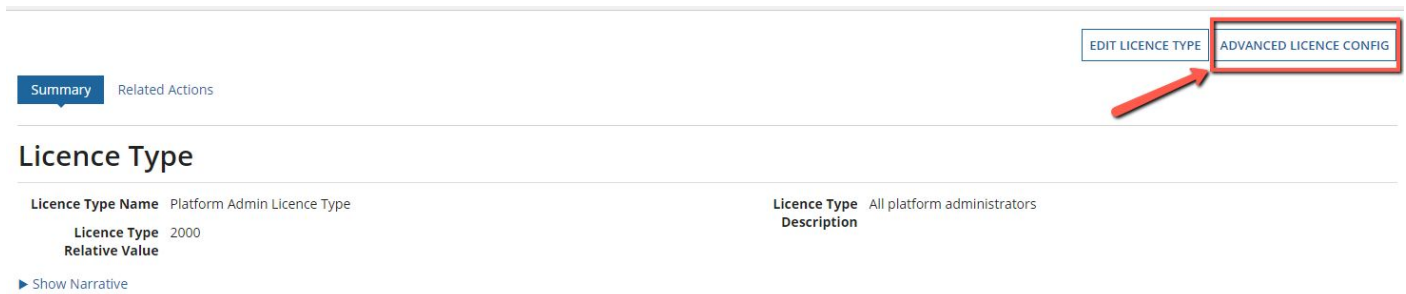 EDIT LICENCE TYPE
ADVANCED LICENCE CONFIG
Summary
Related Actions
Licence Type
Licence Type Name Platform Admin Licence Type
Licence Type
Description
All platform administrators
Licence Type
Relative Value
2000
Show Narrative